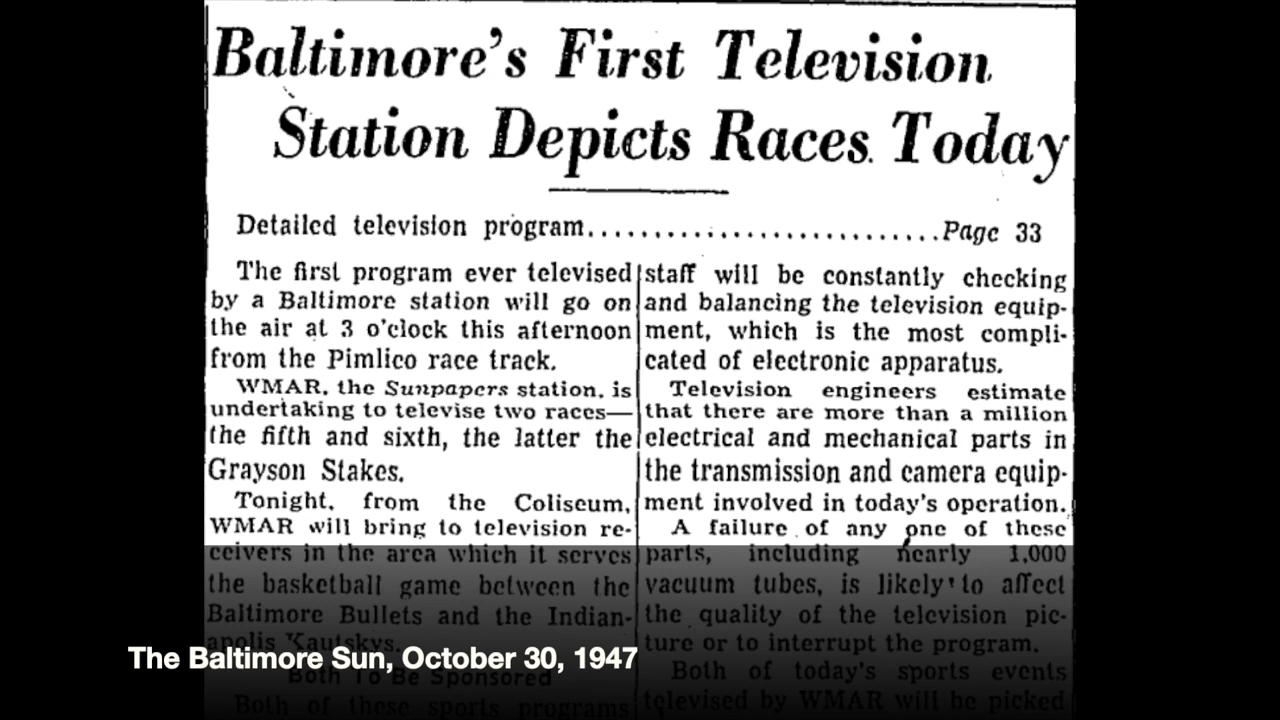 Baltimore's First Television
Station Depicts Races Today
Detailed television program...........................Page 33
The first program ever televised
by a Baltimore station will go on
the air at 3 o'clock this afternoon
from the Pimlico race track.
WMAR, the Sunpapers station, is
undertaking to televise two races—
the fifth and sixth, the latter the
Grayson Stakes.
Tonight, from the Coliseum,
WMAR will bring to television re-
ceivers in the area which it serves
the basketball game between the
Baltimore Bullets and the Indian-
apolis Kautskys.
Both To Be Sponsored
Both of these sports programs
staff will be constantly checking
and balancing the television equip-
ment, which is the most compli-
cated of electronic apparatus.
Television engineers estimate
that there are more than a million
electrical and mechanical parts in
the transmission and camera equip-
ment involved in today's operation.
A failure of any one of these
parts, including nearly 1,000
vacuum tubes, is likely to affect
the quality of the television pic-
ture or to interrupt the program.
Both of today's sports events
televised by WMAR will be picked
The Baltimore Sun, October 30, 1947